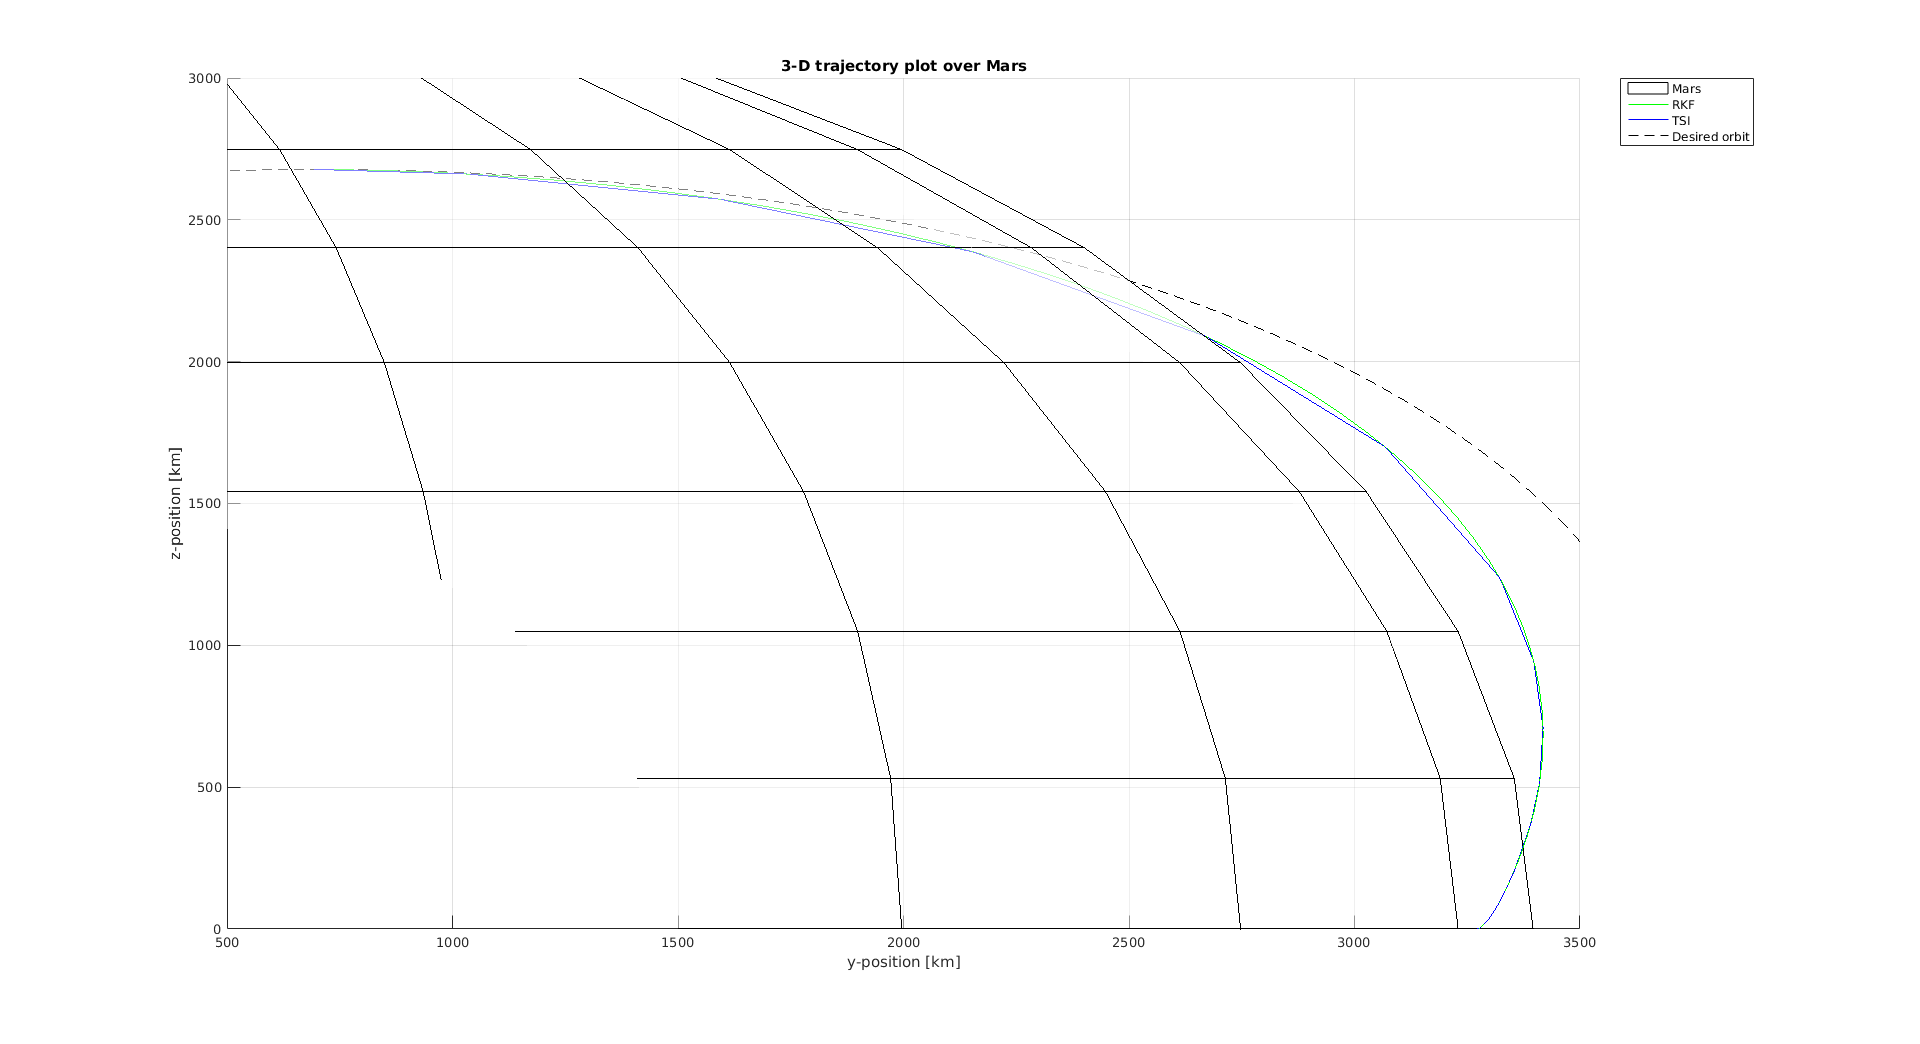 3-D trajectory plot over Mars
3000
2500
2000
1500
1000
500
0
z-position [km]
500 1000 1500 2000 2500 3000 3500
y-position [km]
Mars
RKF
TSI
Desired orbit